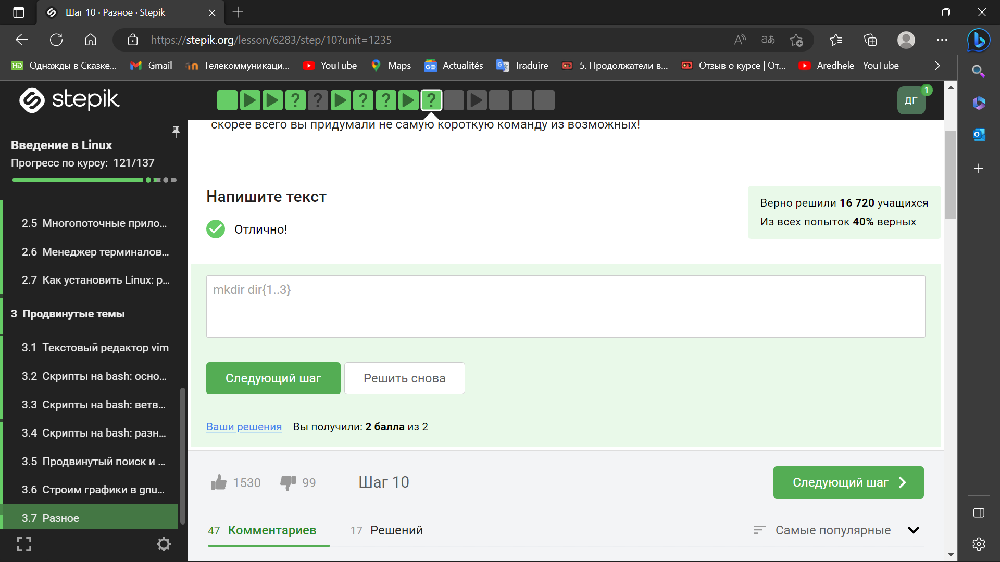 Шаг 10 · Разное · Stepik
https://stepik.org/lesson/6283/step/10?unit=1235
Однажды в Сказке...
Gmail
Телекоммуникаци...
YouTube
Maps
Actualités
Traduire
5. Продолжатели в...
Отзыв о курсе | От...
Aredhele - YouTube
stepik
ДГ
1
Введение в Linux
Прогресс по курсу: 121/137
2.5 Многопоточные прило...
2.6 Менеджер терминалов...
2.7 Как установить Linux: р...
3 Продвинутые темы
3.1 Текстовый редактор vim
3.2 Скрипты на bash: осно...
3.3 Скрипты на bash: ветв...
3.4 Скрипты на bash: разн...
3.5 Продвинутый поиск и ...
3.6 Строим графики в gnu...
3.7 Разное
скорее всего вы придумали не самую короткую команду из возможных!
Напишите текст
Отлично!
Верно решили 16 720 учащихся
Из всех попыток 40% верных
mkdir dir{1..3}
Следующий шаг
Решить снова
Ваши решения Вы получили: 2 балла из 2
1530
99
Шаг 10
Следующий шаг
47 Комментариев
17 Решений
Самые популярные